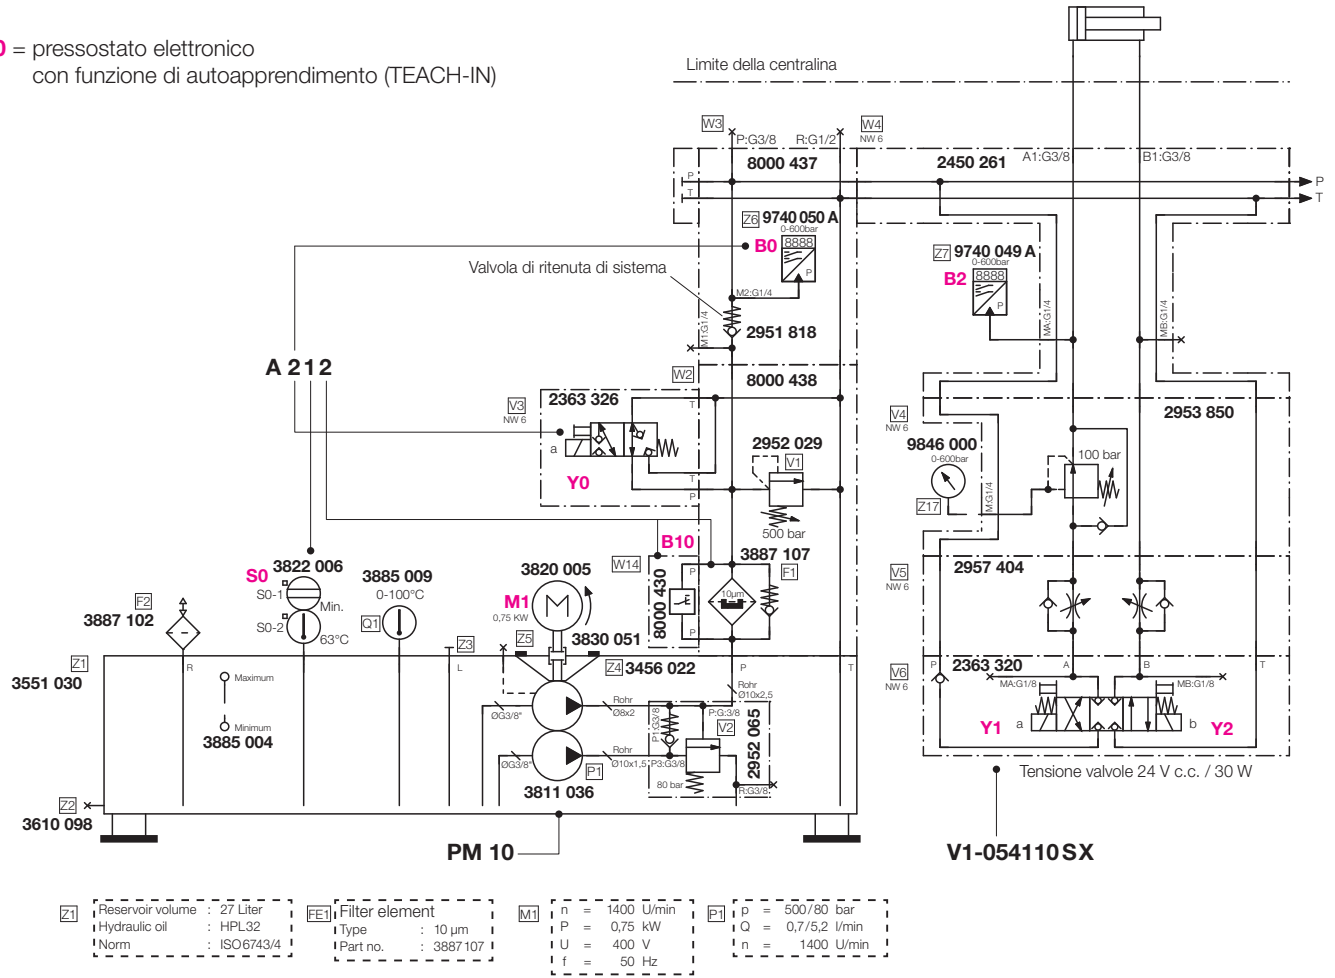 0 = pressostato elettronico
con funzione di autoapprendimento (TEACH-IN)
Limite della centralina
W3
P:G3/8
R:G1/2
W4
NW 6
8000 437
2450 261
A1:G3/8
B1:G3/8
P
T
P
T
Z6
9740 050 A
0-600bar
B0
8888
P
Z7
9740 049 A
0-600bar
B2
8888
P
Valvola di ritenuta di sistema
M2:G1/4
M1:G1/4
2951 818
MA:G1/4
MB:G1/4
A 212
W2
8000 438
V3
NW 6
2363 326
T
a
Y0
T
P
2952 029
V1
500 bar
V4
NW 6
2953 850
9846 000
0-600bar
Z17
M:G1/4
100 bar
B10
W14
8000 430
P
P
3887 107
F1
10µm
V5
NW 6
2957 404
S0
3822 006
S0-1
Min.
S0-2
63°C
3885 009
0-100°C
Q1
3820 005
M1
M
0,75 KW
F2
3887 102
Z3
Z5
3830 051
Z4
3456 022
Z1
3551 030
R
L
P
T
Maximum
Minimum
3885 004
ØG3/8"
Rohr
Ø8x2
Rohr
Ø10x2,5
ØG3/8"
Rohr
Ø10x1,5
P1
3811 036
P1:G3/8
P:G:3/8
V2
P3:G3/8
80 bar
R:G3/8
2952 065
V6
NW 6
P
2363 320
A
B
T
MA:G1/8
MB:G1/8
Y1
a
b
Y2
Tensione valvole 24 V c.c. / 30 W
Z2
3610 098
PM 10
V1-054110 SX
Z1
Reservoir volume : 27 Liter
Hydraulic oil : HPL32
Norm : ISO6743/4
FE1
Filter element
Type : 10 µm
Part no. : 3887107
M1
n = 1400 U/min
P = 0,75 kW
U = 400 V
f = 50 Hz
P1
p = 500/80 bar
Q = 0,7/5,2 l/min
n = 1400 U/min